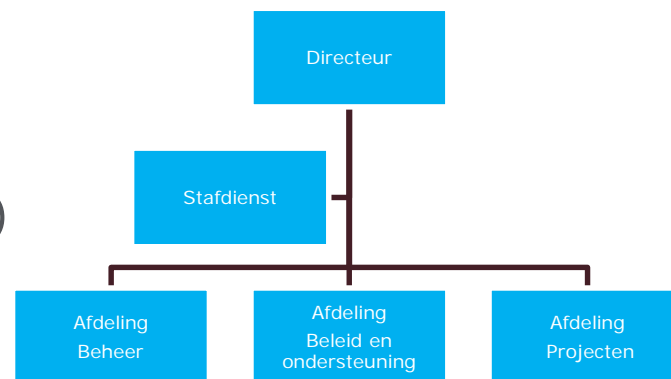 Directeur
Stafdienst
Afdeling
Beheer
Afdeling
Beleid en
ondersteuning
Afdeling
Projecten